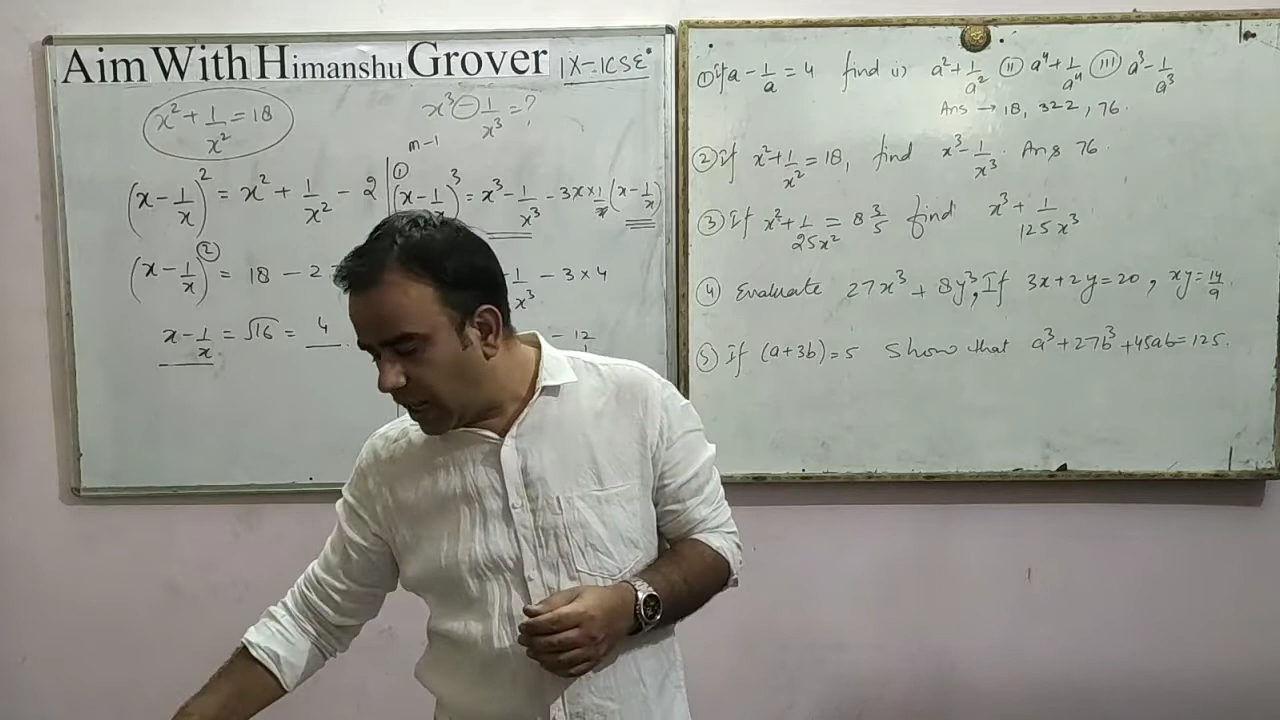 Aim With Himanshu Grover IX-ICSE
x² + 1/x² = 18
x³ - 1/x³ = ?
m-1
(x - 1/x)² = x² + 1/x² - 2
(x - 1/x)² = 18 - 2
x - 1/x = √16 = 4
①
(x - 1/x)³ = x³ - 1/x³ - 3x × 1/x (x - 1/x)
1/x³ - 3 × 4
- 12
① If a - 1/a = 4 find i) a² + 1/a² (II) a⁴ + 1/a⁴ (III) a³ - 1/a³
Ans → 18, 322, 76.
② If x² + 1/x² = 18, find x³ - 1/x³. Ans 76.
③ If x² + 1/25x² = 8 3/5 find x³ + 1/125x³
④ Evaluate 27x³ + 8y³, If 3x + 2y = 20, xy = 14/9.
⑤ If (a+3b) = 5 Show that a³ + 27b³ + 45ab = 125.